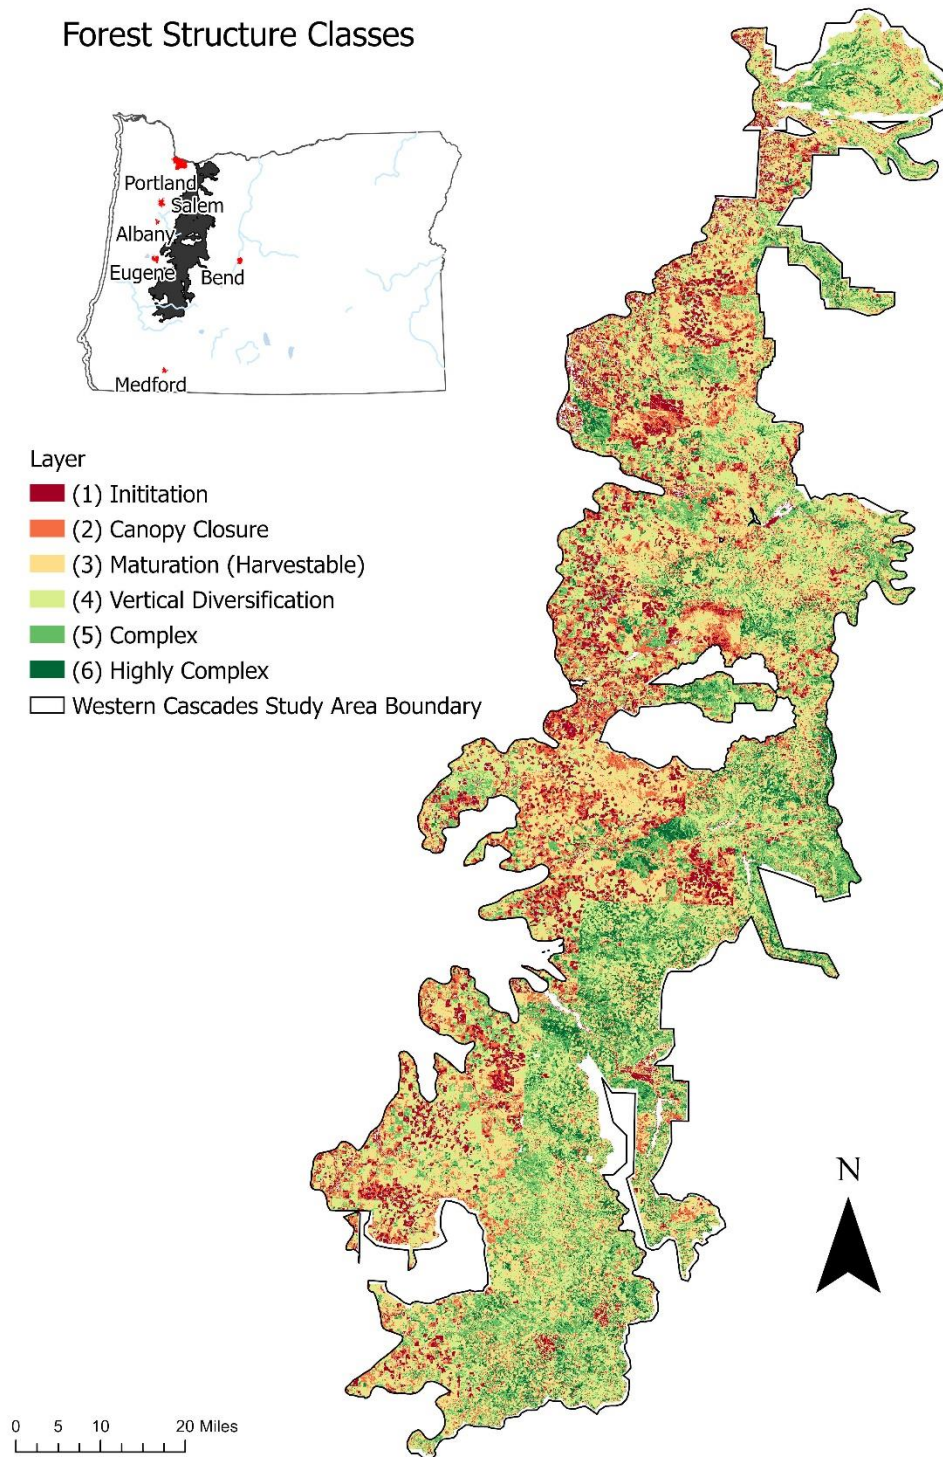 Forest Structure Classes
Portland
Salem
Albany
Eugene
Bend
Medford
Layer
(1) Inititation
(2) Canopy Closure
(3) Maturation (Harvestable)
(4) Vertical Diversification
(5) Complex
(6) Highly Complex
Western Cascades Study Area Boundary
N
0 5 10 20 Miles